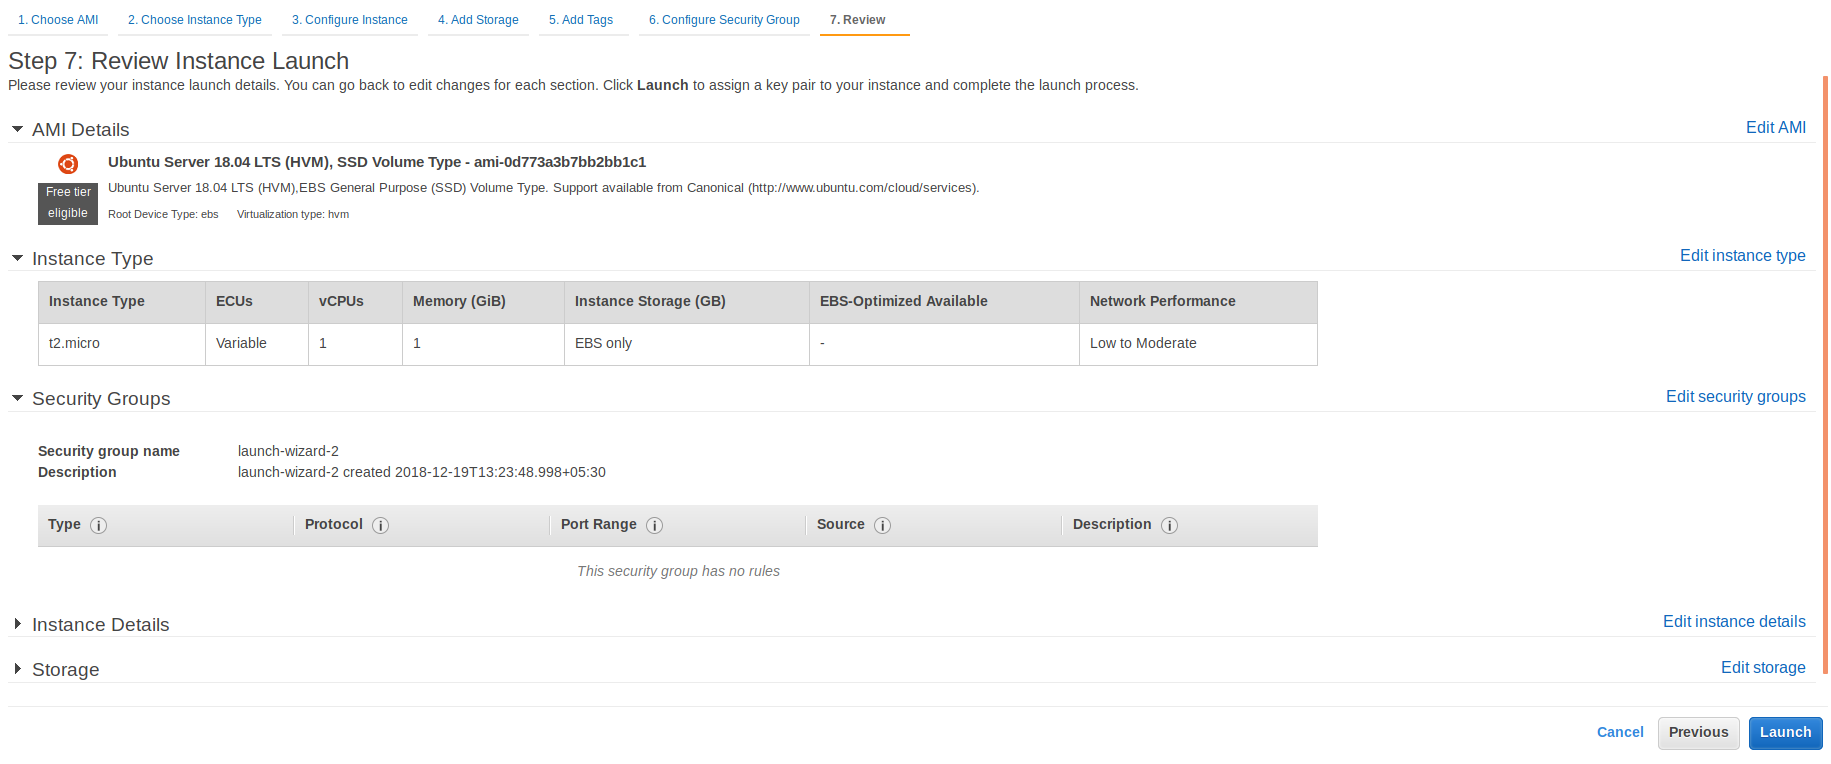 1. Choose AMI 2. Choose Instance Type 3. Configure Instance 4. Add Storage 5. Add Tags 6. Configure Security Group 7. Review
Step 7: Review Instance Launch
Please review your instance launch details. You can go back to edit changes for each section. Click Launch to assign a key pair to your instance and complete the launch process.
AMI Details Edit AMI
Ubuntu Server 18.04 LTS (HVM), SSD Volume Type - ami-0d773a3b7bb2bb1c1
Free tier
eligible
Ubuntu Server 18.04 LTS (HVM),EBS General Purpose (SSD) Volume Type. Support available from Canonical (http://www.ubuntu.com/cloud/services).
Root Device Type: ebs Virtualization type: hvm
Instance Type Edit instance type
Instance Type ECUs vCPUs Memory (GiB) Instance Storage (GB) EBS-Optimized Available Network Performance
t2.micro Variable 1 1 EBS only - Low to Moderate
Security Groups Edit security groups
Security group name launch-wizard-2
Description launch-wizard-2 created 2018-12-19T13:23:48.998+05:30
Type i Protocol i Port Range i Source i Description i
This security group has no rules
Instance Details Edit instance details
Storage Edit storage
Cancel Previous Launch